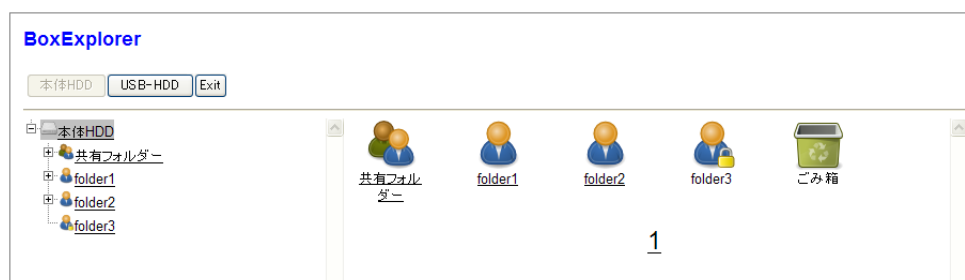 BoxExplorer
本体HDD USB-HDD Exit
本体HDD
共有フォルダー
folder1
folder2
folder3
共有フォル
ダー
folder1
folder2
folder3
ごみ箱
1